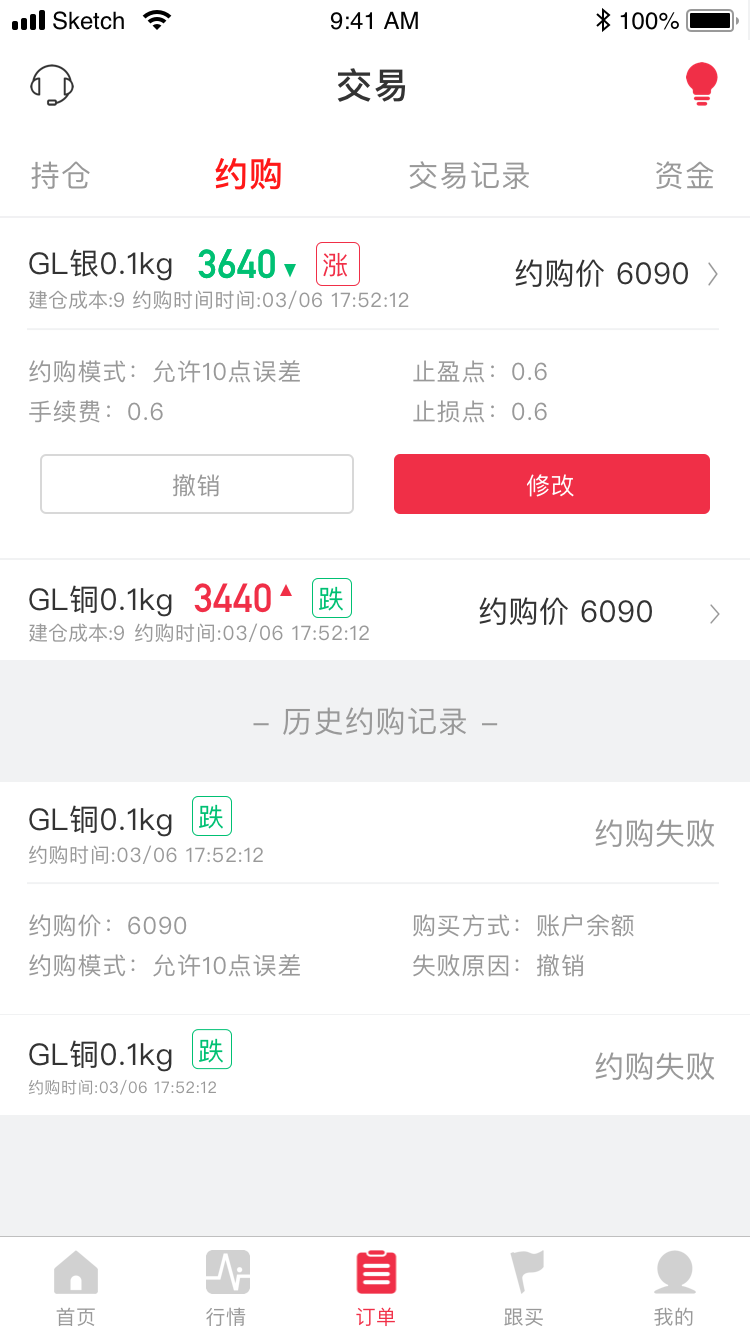 Sketch 9:41 AM 100%
交易
持仓 约购 交易记录 资金
GL银0.1kg 3640 涨 约购价 6090
建仓成本:9 约购时间时间:03/06 17:52:12
约购模式：允许10点误差 止盈点：0.6
手续费：0.6 止损点：0.6
撤销 修改
GL铜0.1kg 3440 跌 约购价 6090
建仓成本:9 约购时间:03/06 17:52:12
– 历史约购记录 –
GL铜0.1kg 跌 约购失败
约购时间:03/06 17:52:12
约购价：6090 购买方式：账户余额
约购模式：允许10点误差 失败原因：撤销
GL铜0.1kg 跌 约购失败
约购时间:03/06 17:52:12
首页 行情 订单 跟买 我的